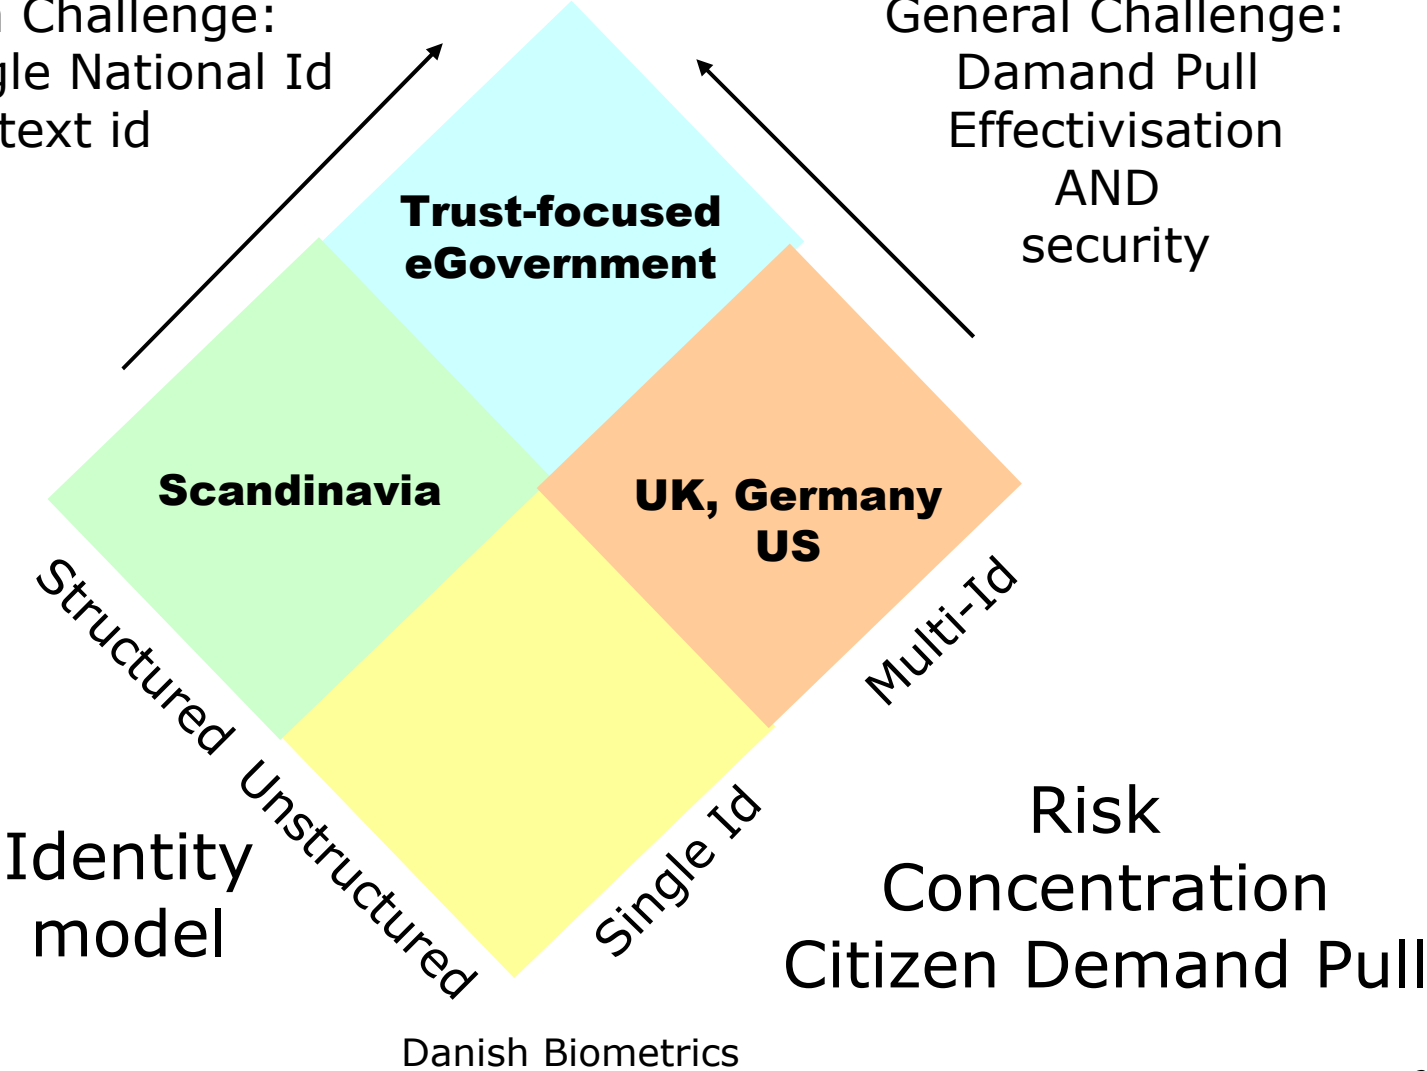 Challenge:
National Id
text id
General Challenge:
Damand Pull
Effectivisation
AND
security
Trust-focused
eGovernment
Scandinavia
UK, Germany
US
Structured
Unstructured
Single Id
Multi-Id
Identity
model
Risk
Concentration
Citizen Demand Pull
Danish Biometrics